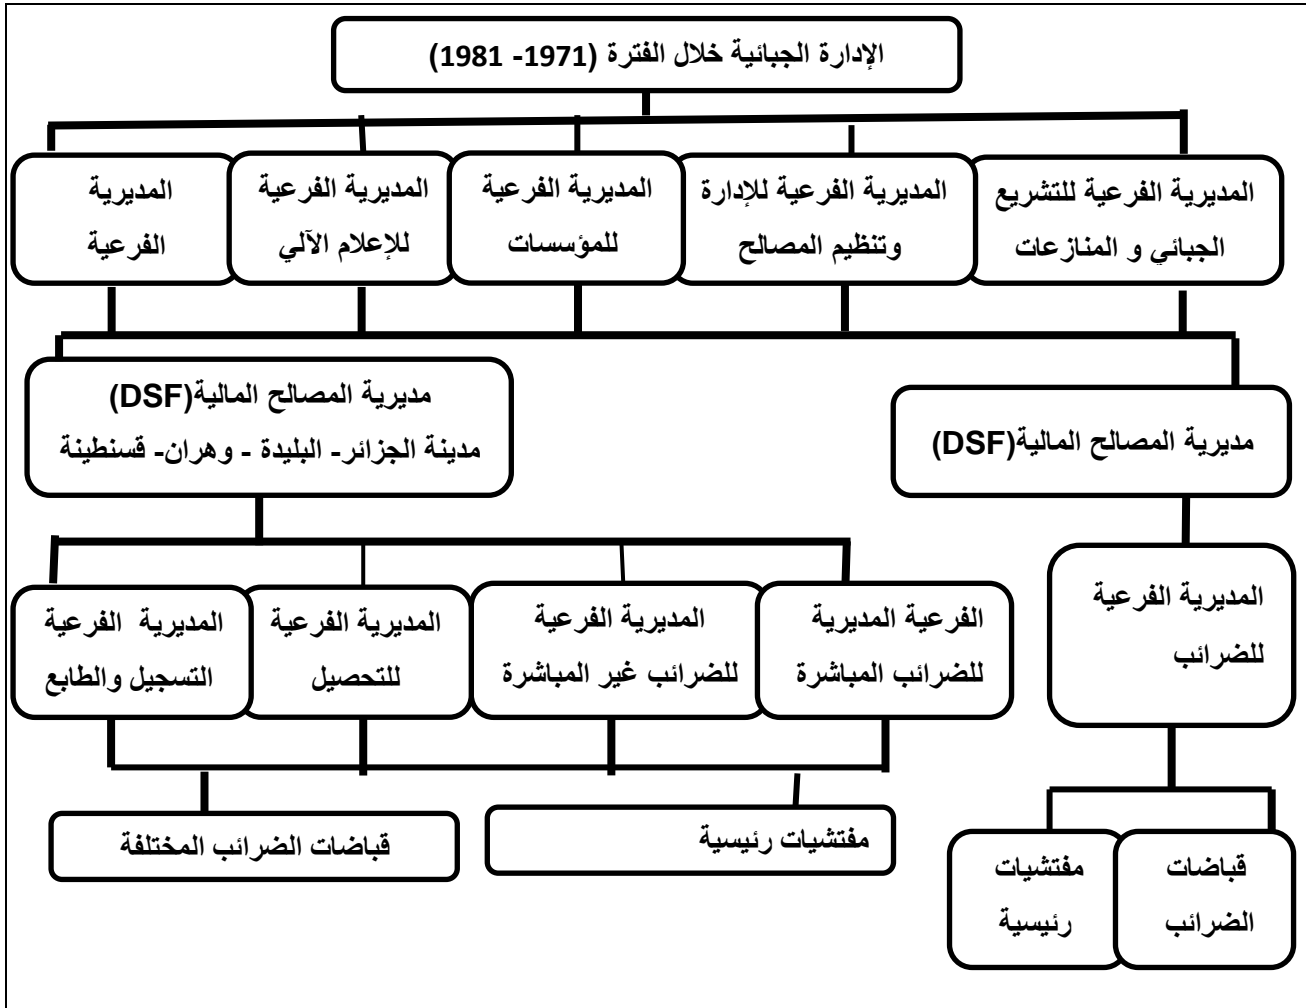 الإدارة الجبائية خلال الفترة (1971- 1981)
المديرية الفرعية للتشريع
الجبائي و المنازعات
المديرية الفرعية للإدارة
وتنظيم المصالح
المديرية الفرعية
للمؤسسات
المديرية الفرعية
للإعلام الآلي
المديرية
الفرعية
مديرية المصالح المالية(DSF)
مديرية المصالح المالية(DSF)
مدينة الجزائر- البليدة - وهران- قسنطينة
المديرية الفرعية
للضرائب
الفرعية المديرية
للضرائب المباشرة
المديرية الفرعية
للضرائب غير المباشرة
المديرية الفرعية
للتحصيل
المديرية الفرعية
التسجيل والطابع
قباضات
الضرائب
مفتشيات
رئيسية
مفتشيات رئيسية
قباضات الضرائب المختلفة